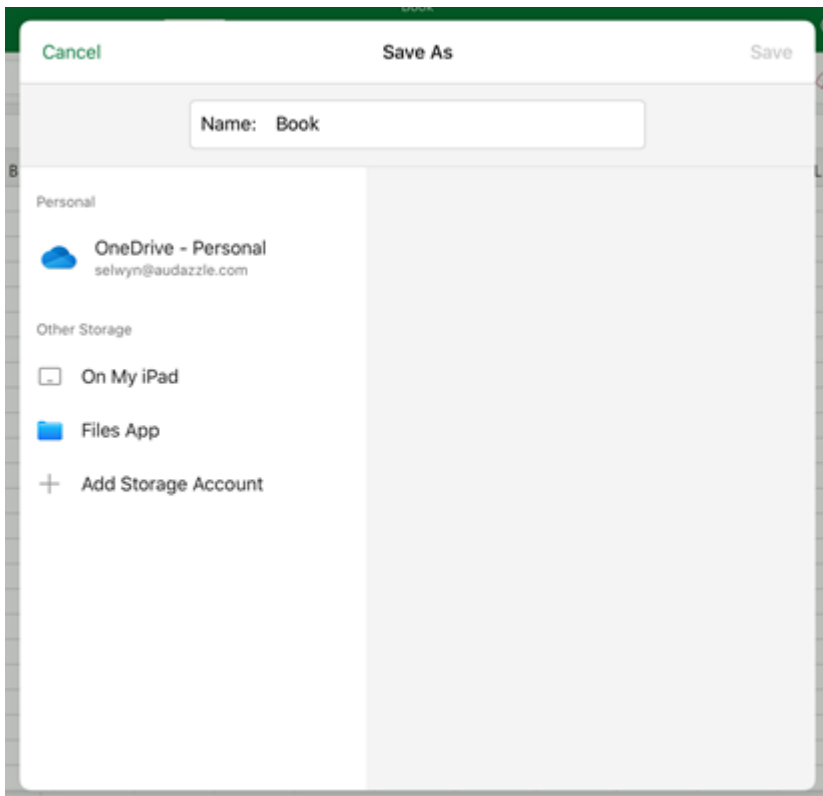 Book
Cancel Save As Save
Name: Book
B L
Personal
OneDrive - Personal
selwyn@audazzle.com
Other Storage
On My iPad
Files App
Add Storage Account